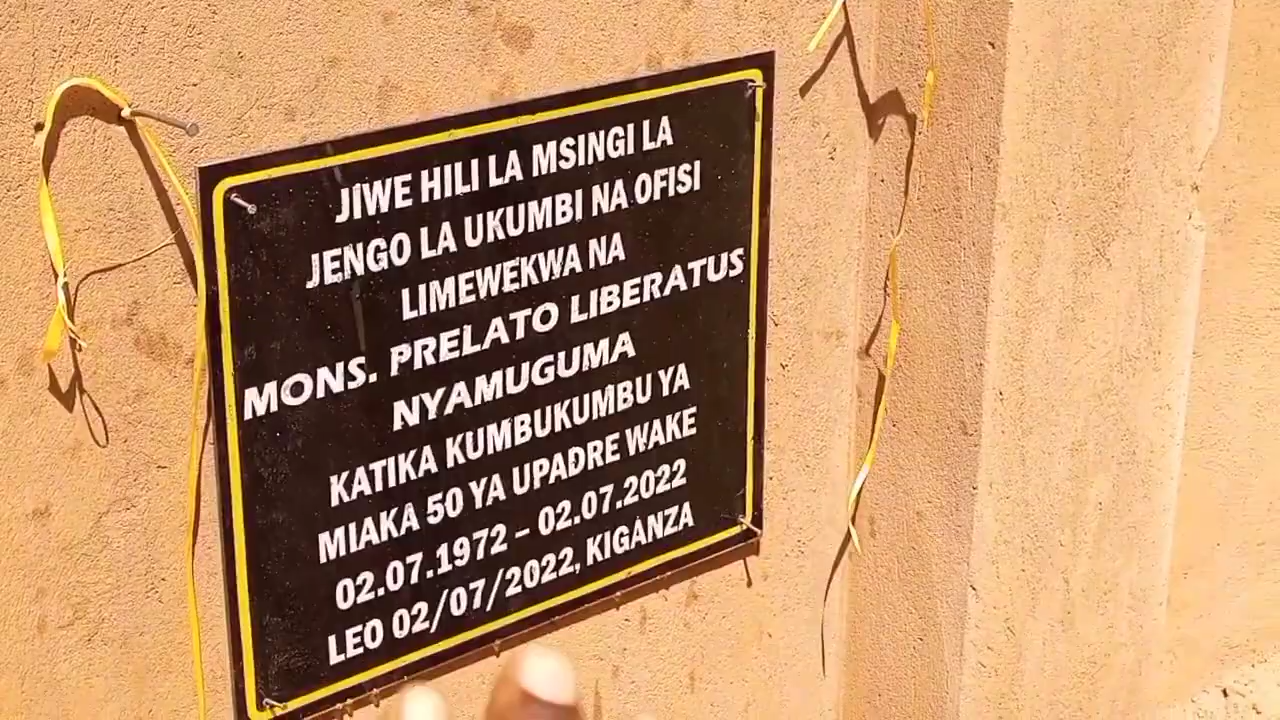 JIWE HILI LA MSINGI LA
JENGO LA UKUMBI NA OFISI
LIMEWEKWA NA
MONS. PRELATO LIBERATUS
NYAMUGUMA
KATIKA KUMBUKUMBU YA
MIAKA 50 YA UPADRE WAKE
02.07.1972 – 02.07.2022
LEO 02/07/2022, KIGANZA